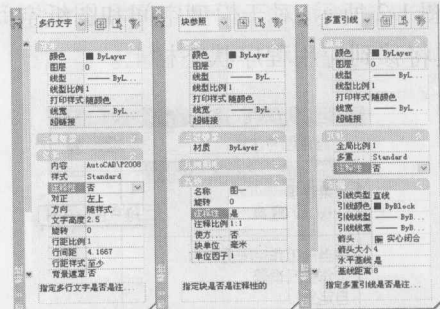 多行文字
颜色 ByLayer
图层 0
线型 ByL...
线型比例 1
打印样式 随颜色
线宽 ByL...
超链接
内容 AutoCAD\P2008
样式 Standard
注释性 否
对正 左上
方向 随样式
文字高度 2.5
旋转 0
行距比例 1
行间距 4.1667
行距样式 至少
背景遮罩 否
指定多行文字是否是注...
块参照
颜色 ByLayer
图层 0
线型 ByL...
线型比例 1
打印样式 随颜色
线宽 ByL...
超链接
材质 ByLayer
名称 图一
旋转 0
注释性 是
注释比例 1:1
使方... 否
块单位 毫米
单位因子 1
指定块是否是注释性的
多重引线
颜色 ByLayer
图层 0
线型 ByL...
线型比例 1
打印样式 随颜色
线宽 ByL...
超链接
全局比例 1
多重... Standard
注释性 否
引线类型 直线
引线颜色 ByBlock
引线线型 ByB...
引线线宽 ByB...
箭头 实心闭合
箭头大小 4
水平基线 是
基线距离 8
指定多重引线是否是注...